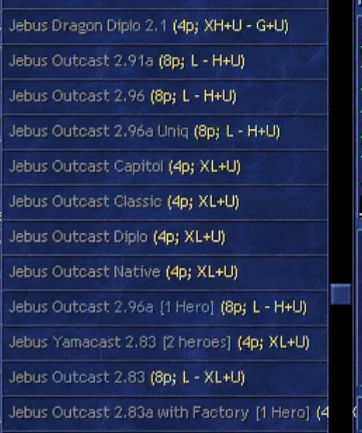 Jebus Dragon Diplo 2.1 (4p; XH+U - G+U)
Jebus Outcast 2.91a (8p; L - H+U)
Jebus Outcast 2.96 (8p; L - H+U)
Jebus Outcast 2.96a Uniq (8p; L - H+U)
Jebus Outcast Capitol (4p; XL+U)
Jebus Outcast Classic (4p; XL+U)
Jebus Outcast Diplo (4p; XL+U)
Jebus Outcast Native (4p; XL+U)
Jebus Outcast 2.96a [1 Hero] (8p; L - H+U)
Jebus Yamacast 2.83 [2 heroes] (4p; XL+U)
Jebus Outcast 2.83 (8p; L - XL+U)
Jebus Outcast 2.83a with Factory [1 Hero] (4